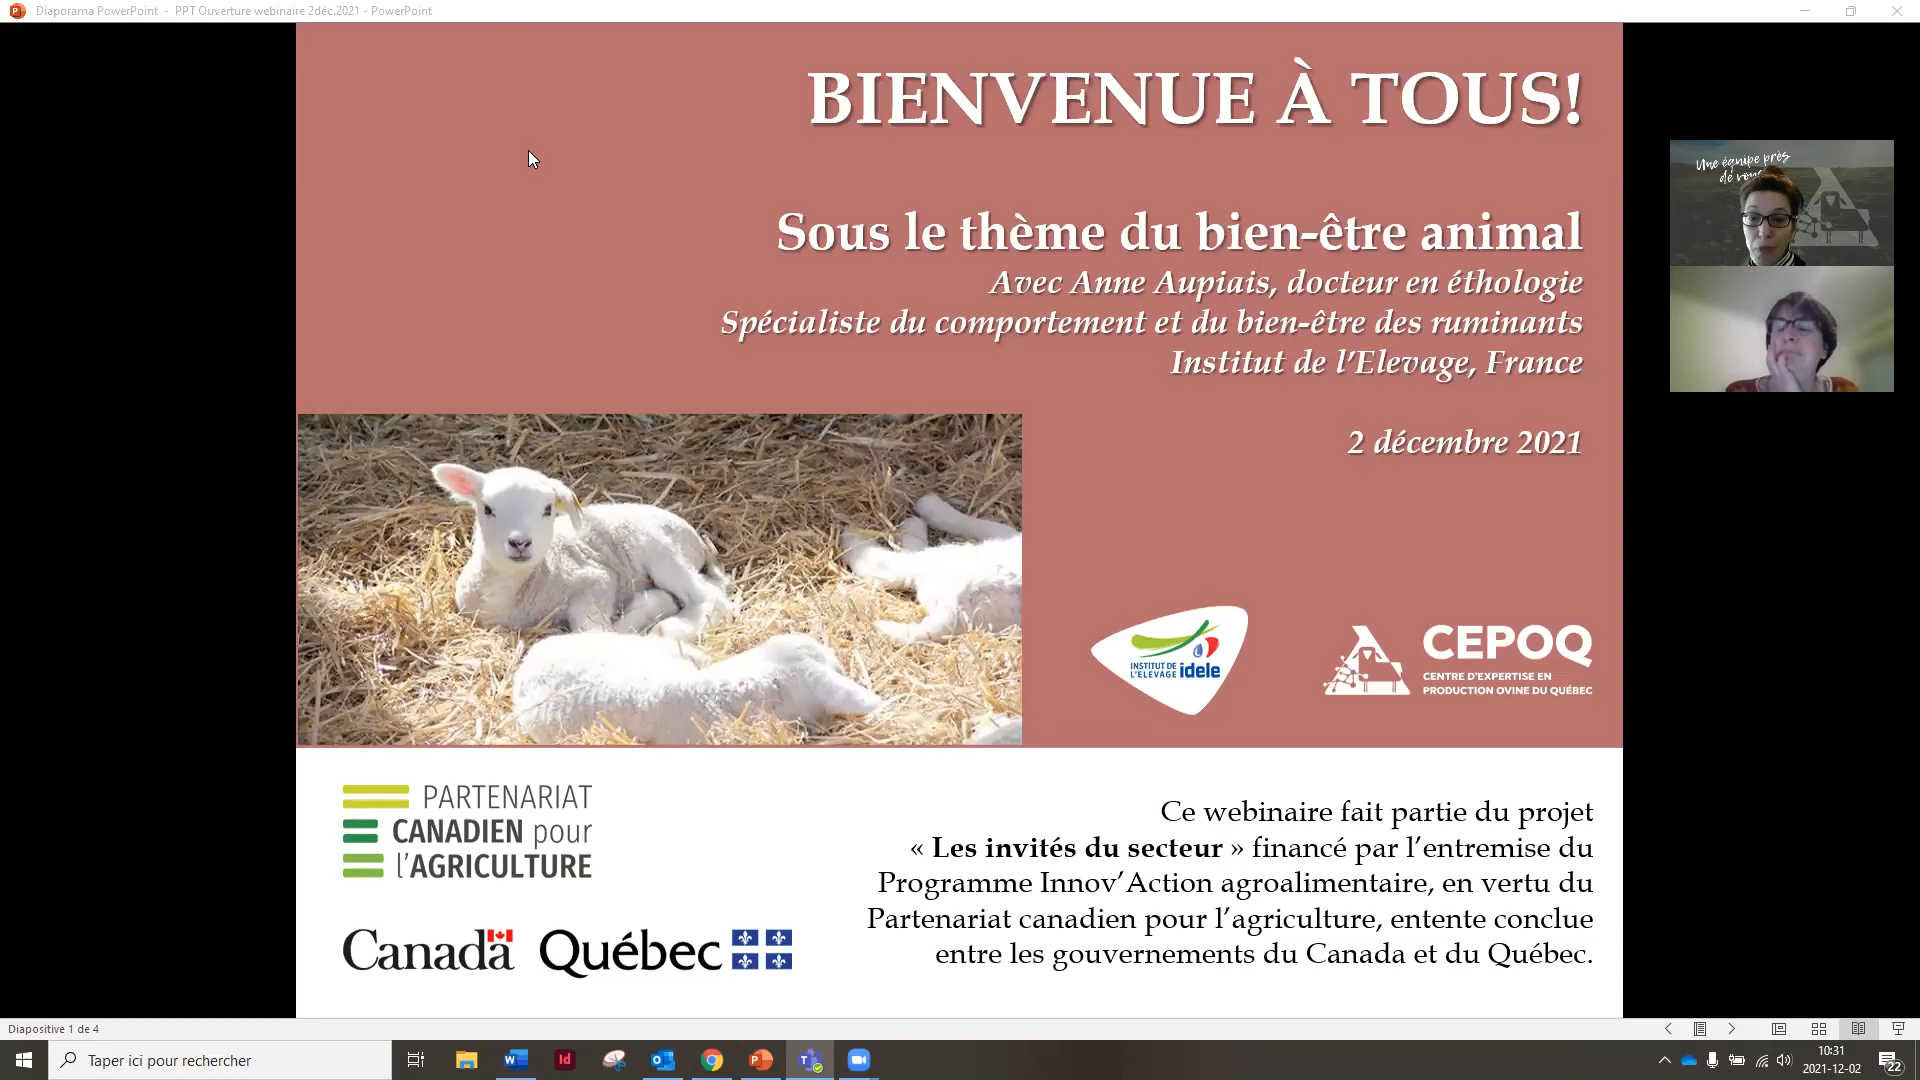 Diaporama PowerPoint - PPT Ouverture webinaire 2déc.2021 - PowerPoint
BIENVENUE À TOUS!
Sous le thème du bien-être animal
Avec Anne Aupiais, docteur en éthologie
Spécialiste du comportement et du bien-être des ruminants
Institut de l’Elevage, France
2 décembre 2021
Une équipe près
de vous
INSTITUT DE
L'ELEVAGE idele
CEPOQ
CENTRE D'EXPERTISE EN
PRODUCTION OVINE DU QUÉBEC
PARTENARIAT
CANADIEN pour
l'AGRICULTURE
Canada Québec
Ce webinaire fait partie du projet
« Les invités du secteur » financé par l’entremise du
Programme Innov’Action agroalimentaire, en vertu du
Partenariat canadien pour l’agriculture, entente conclue
entre les gouvernements du Canada et du Québec.
Diapositive 1 de 4
Taper ici pour rechercher
10:31
2021-12-02
22